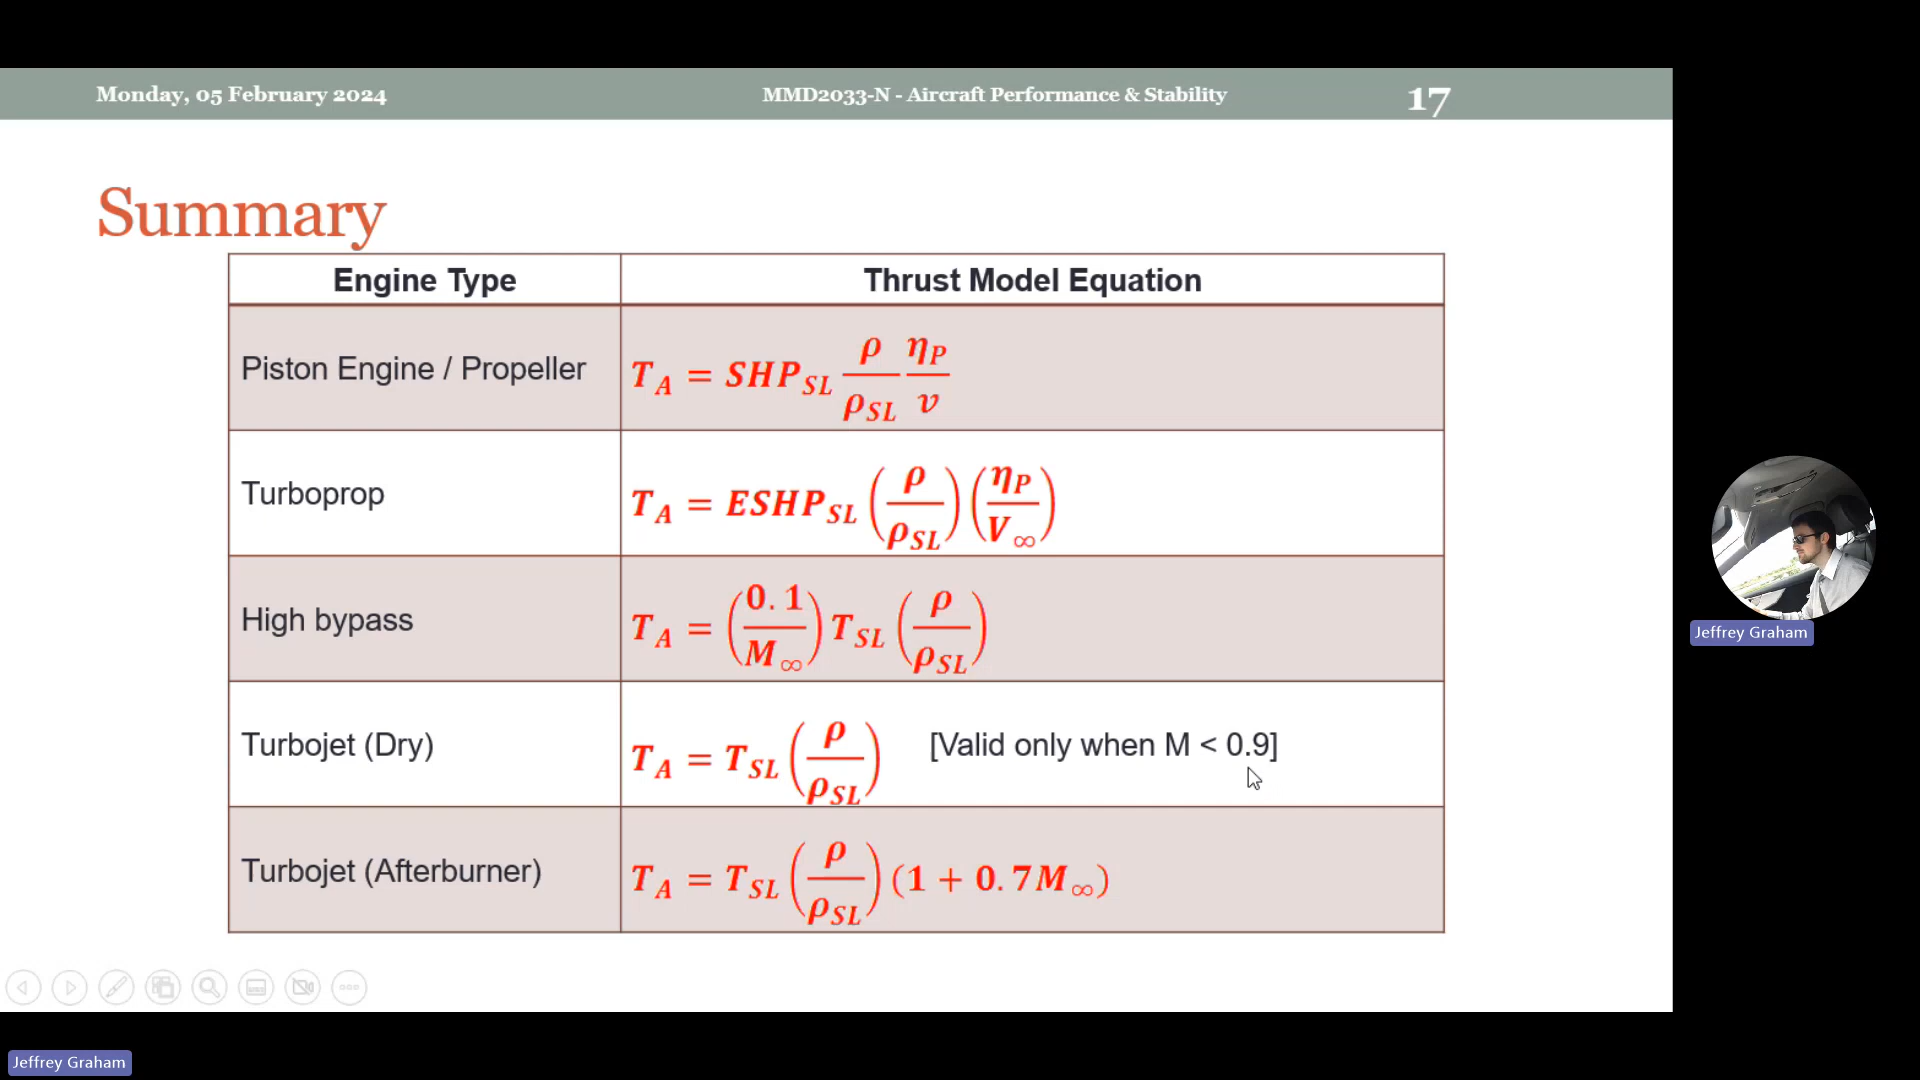 Monday, 05 February 2024 MMD2033-N - Aircraft Performance & Stability 17
Summary
Engine Type Thrust Model Equation
Piston Engine / Propeller T_A = SHP_SL (ρ/ρ_SL) (η_P/v)
Turboprop T_A = ESHP_SL (ρ/ρ_SL) (η_P/V_∞)
High bypass T_A = (0.1/M_∞) T_SL (ρ/ρ_SL)
Turbojet (Dry) T_A = T_SL (ρ/ρ_SL) [Valid only when M < 0.9]
Turbojet (Afterburner) T_A = T_SL (ρ/ρ_SL) (1 + 0.7M_∞)
Jeffrey Graham
Jeffrey Graham